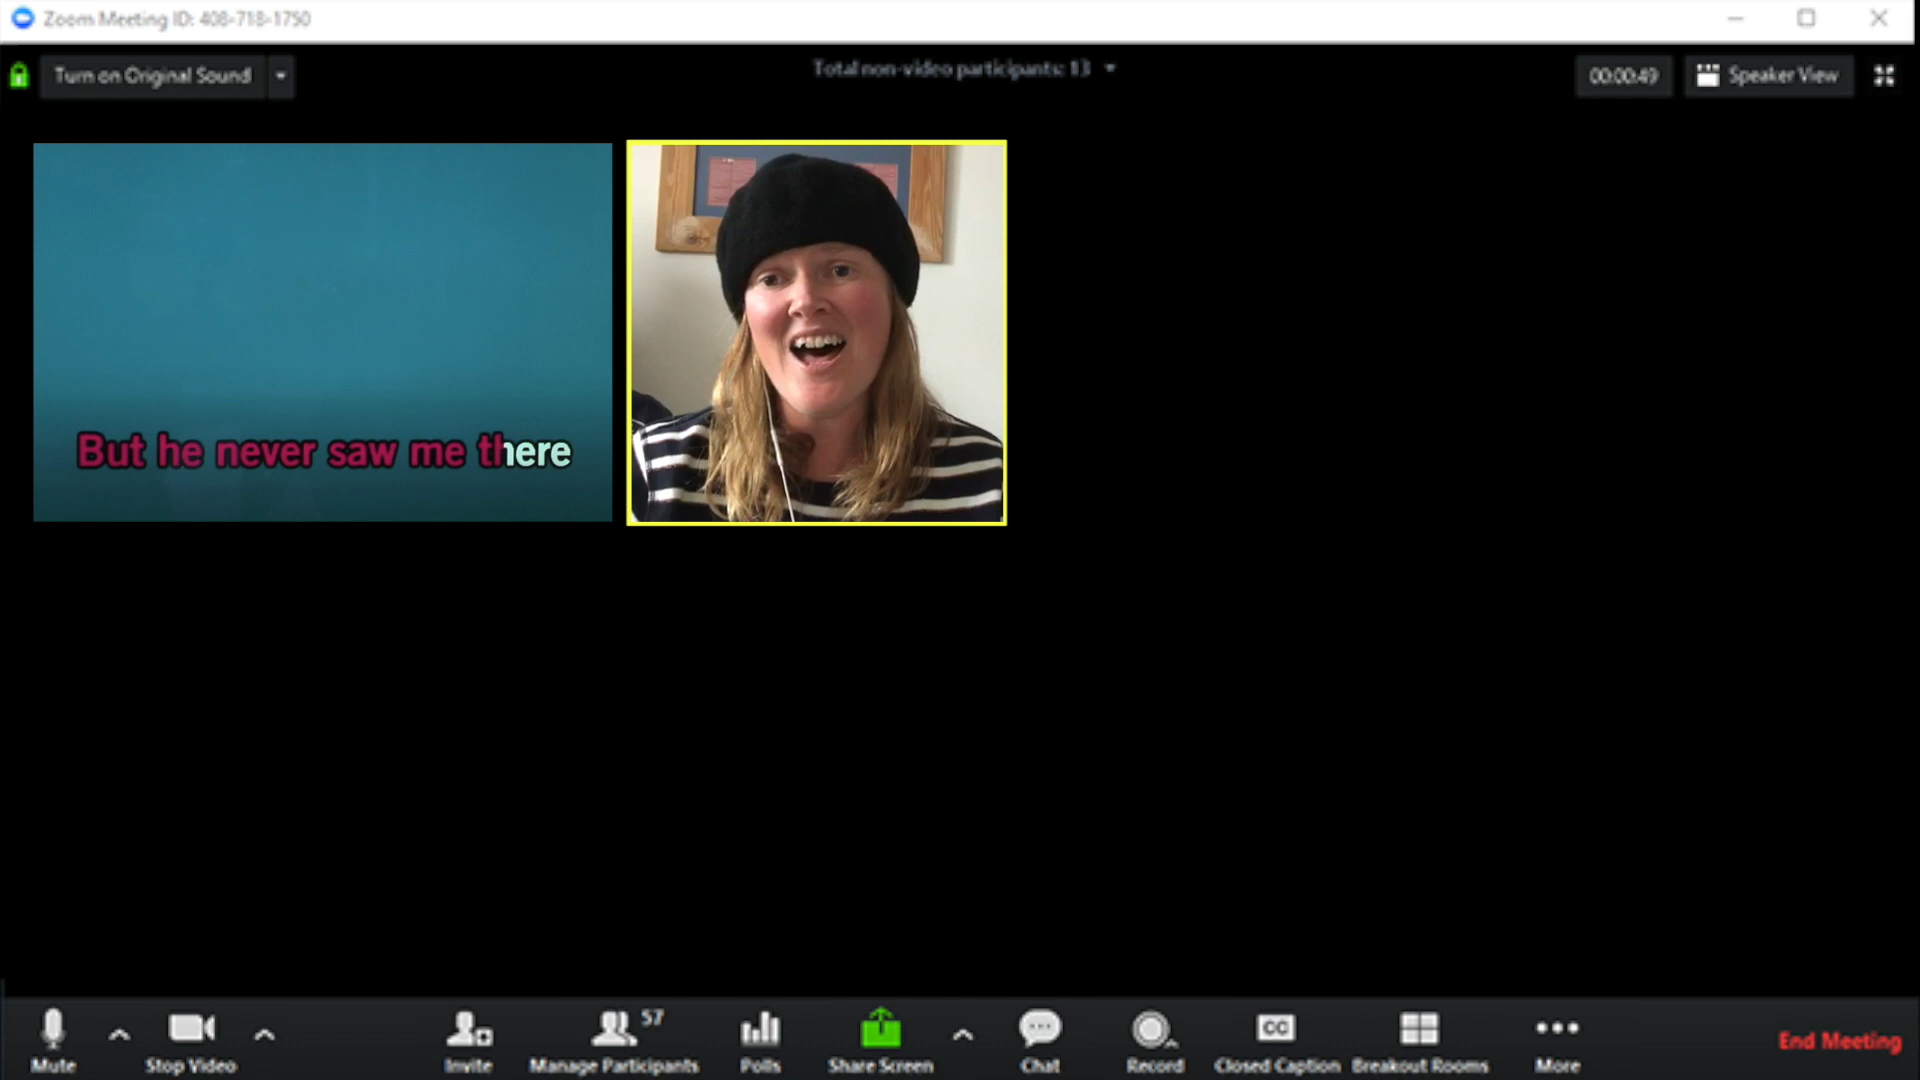 Zoom Meeting ID: 408-718-1750
Turn on Original Sound
Total non-video participants: 13
00:00:49
Speaker View
But he never saw me there
57
CC
Mute
Stop Video
Invite
Manage Participants
Polls
Share Screen
Chat
Record
Closed Caption
Breakout Rooms
More
End Meeting